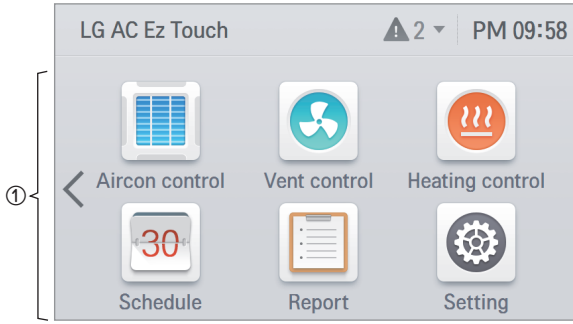 LG AC Ez Touch 2 PM 09:58
①
Aircon control Vent control Heating control
30
Schedule Report Setting